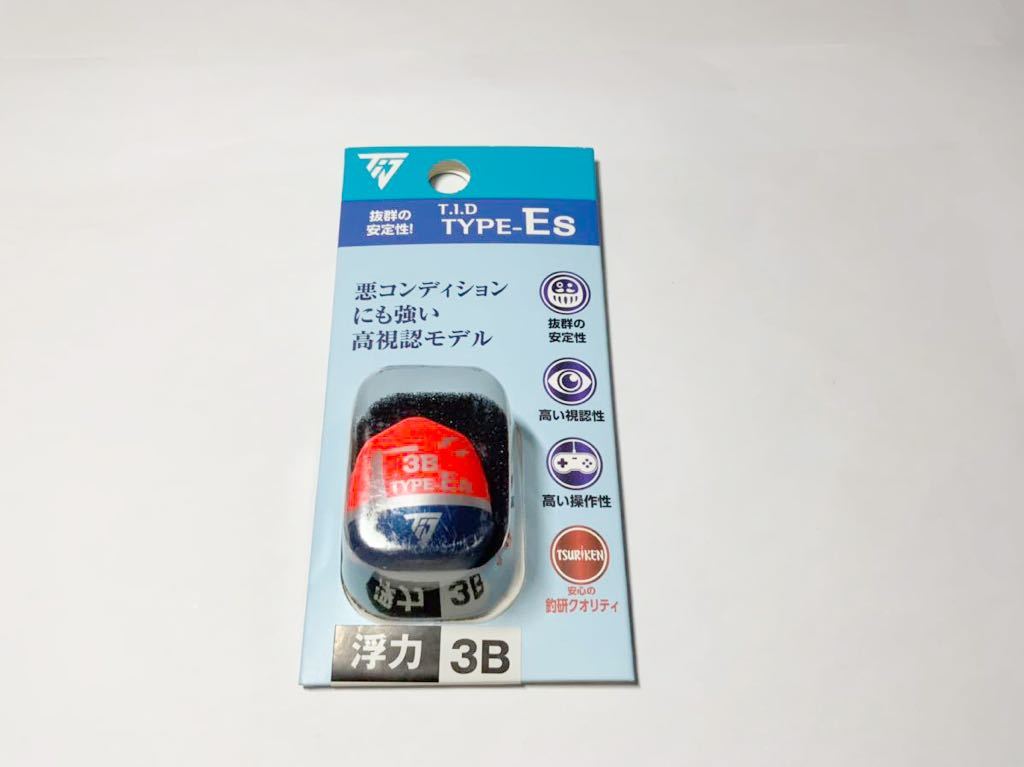 TID
抜群の
安定性!
T.I.D
TYPE-Es
悪コンディション
にも強い
高視認モデル
抜群の
安定性
高い視認性
高い操作性
TSURiKEN
安心の
釣研クオリティ
3B
TYPE-Es
TID
3B
浮力
3B